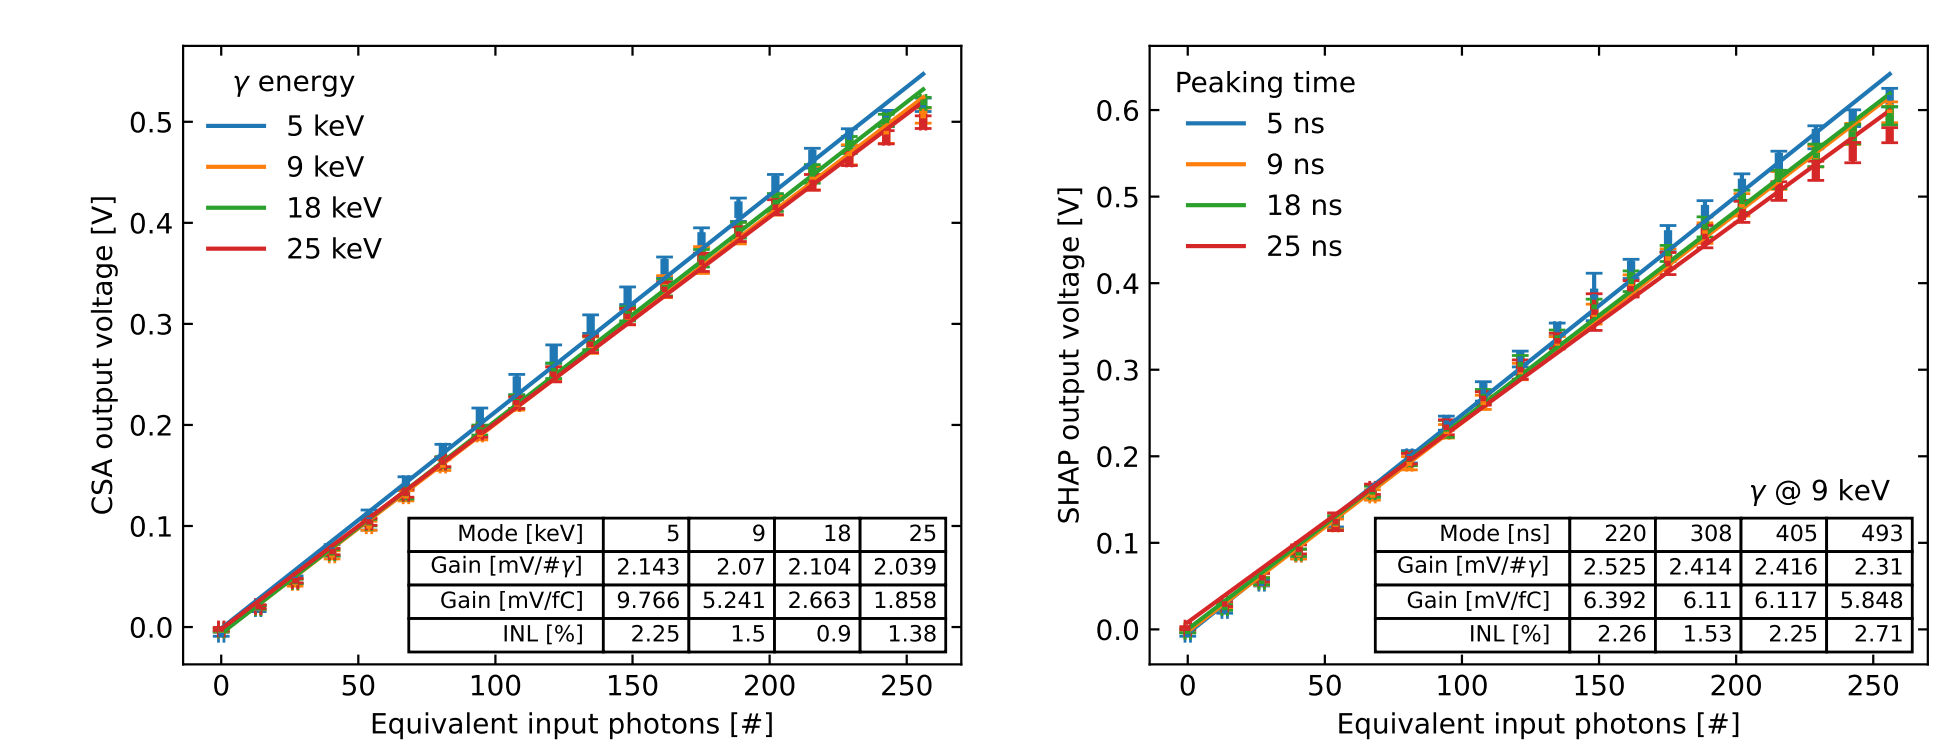 γ energy
5 keV
9 keV
18 keV
25 keV
CSA output voltage [V]
0.5
0.4
0.3
0.2
0.1
0.0
Mode [keV] 5 9 18 25
Gain [mV/#γ] 2.143 2.07 2.104 2.039
Gain [mV/fC] 9.766 5.241 2.663 1.858
INL [%] 2.25 1.5 0.9 1.38
0 50 100 150 200 250
Equivalent input photons [#]
Peaking time
5 ns
9 ns
18 ns
25 ns
SHAP output voltage [V]
0.6
0.5
0.4
0.3
0.2
0.1
0.0
γ @ 9 keV
Mode [ns] 220 308 405 493
Gain [mV/#γ] 2.525 2.414 2.416 2.31
Gain [mV/fC] 6.392 6.11 6.117 5.848
INL [%] 2.26 1.53 2.25 2.71
0 50 100 150 200 250
Equivalent input photons [#]